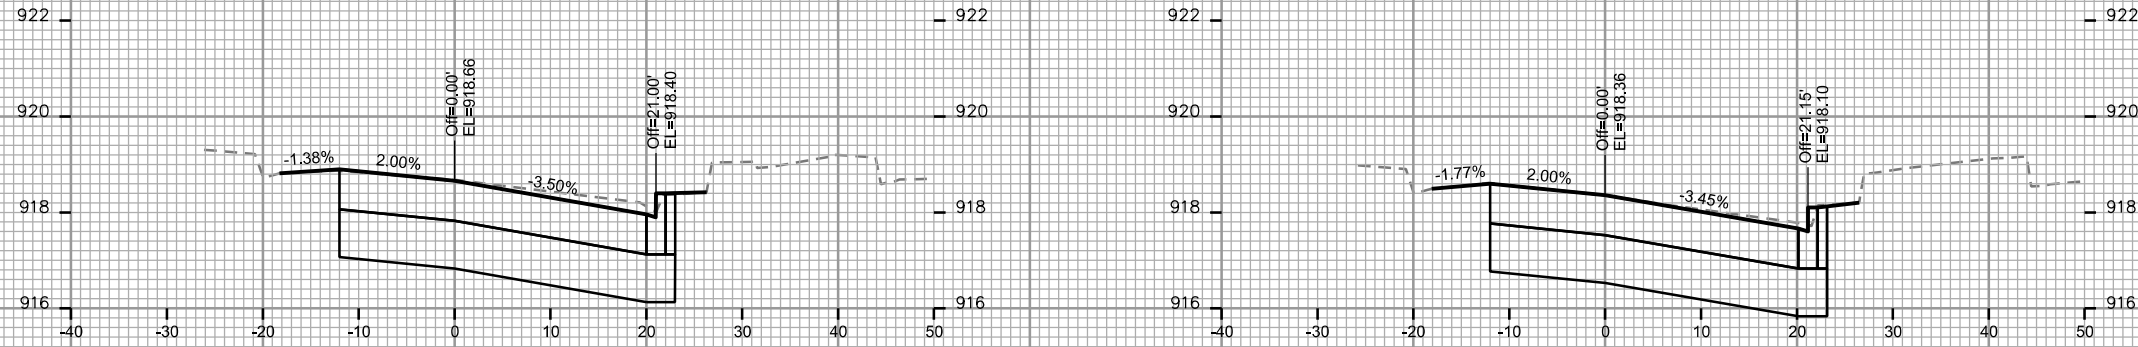 922 922 922 922
Off=0.00'
EL=918.66
Off=21.00'
EL=918.40
Off=0.00'
EL=918.36
Off=21.15'
EL=918.10
920 920 920 920
-1.38% 2.00% -3.50% -1.77% 2.00% -3.45%
918 918 918 918
916 916 916 916
-40 -30 -20 -10 0 10 20 30 40 50 -40 -30 -20 -10 0 10 20 30 40 50